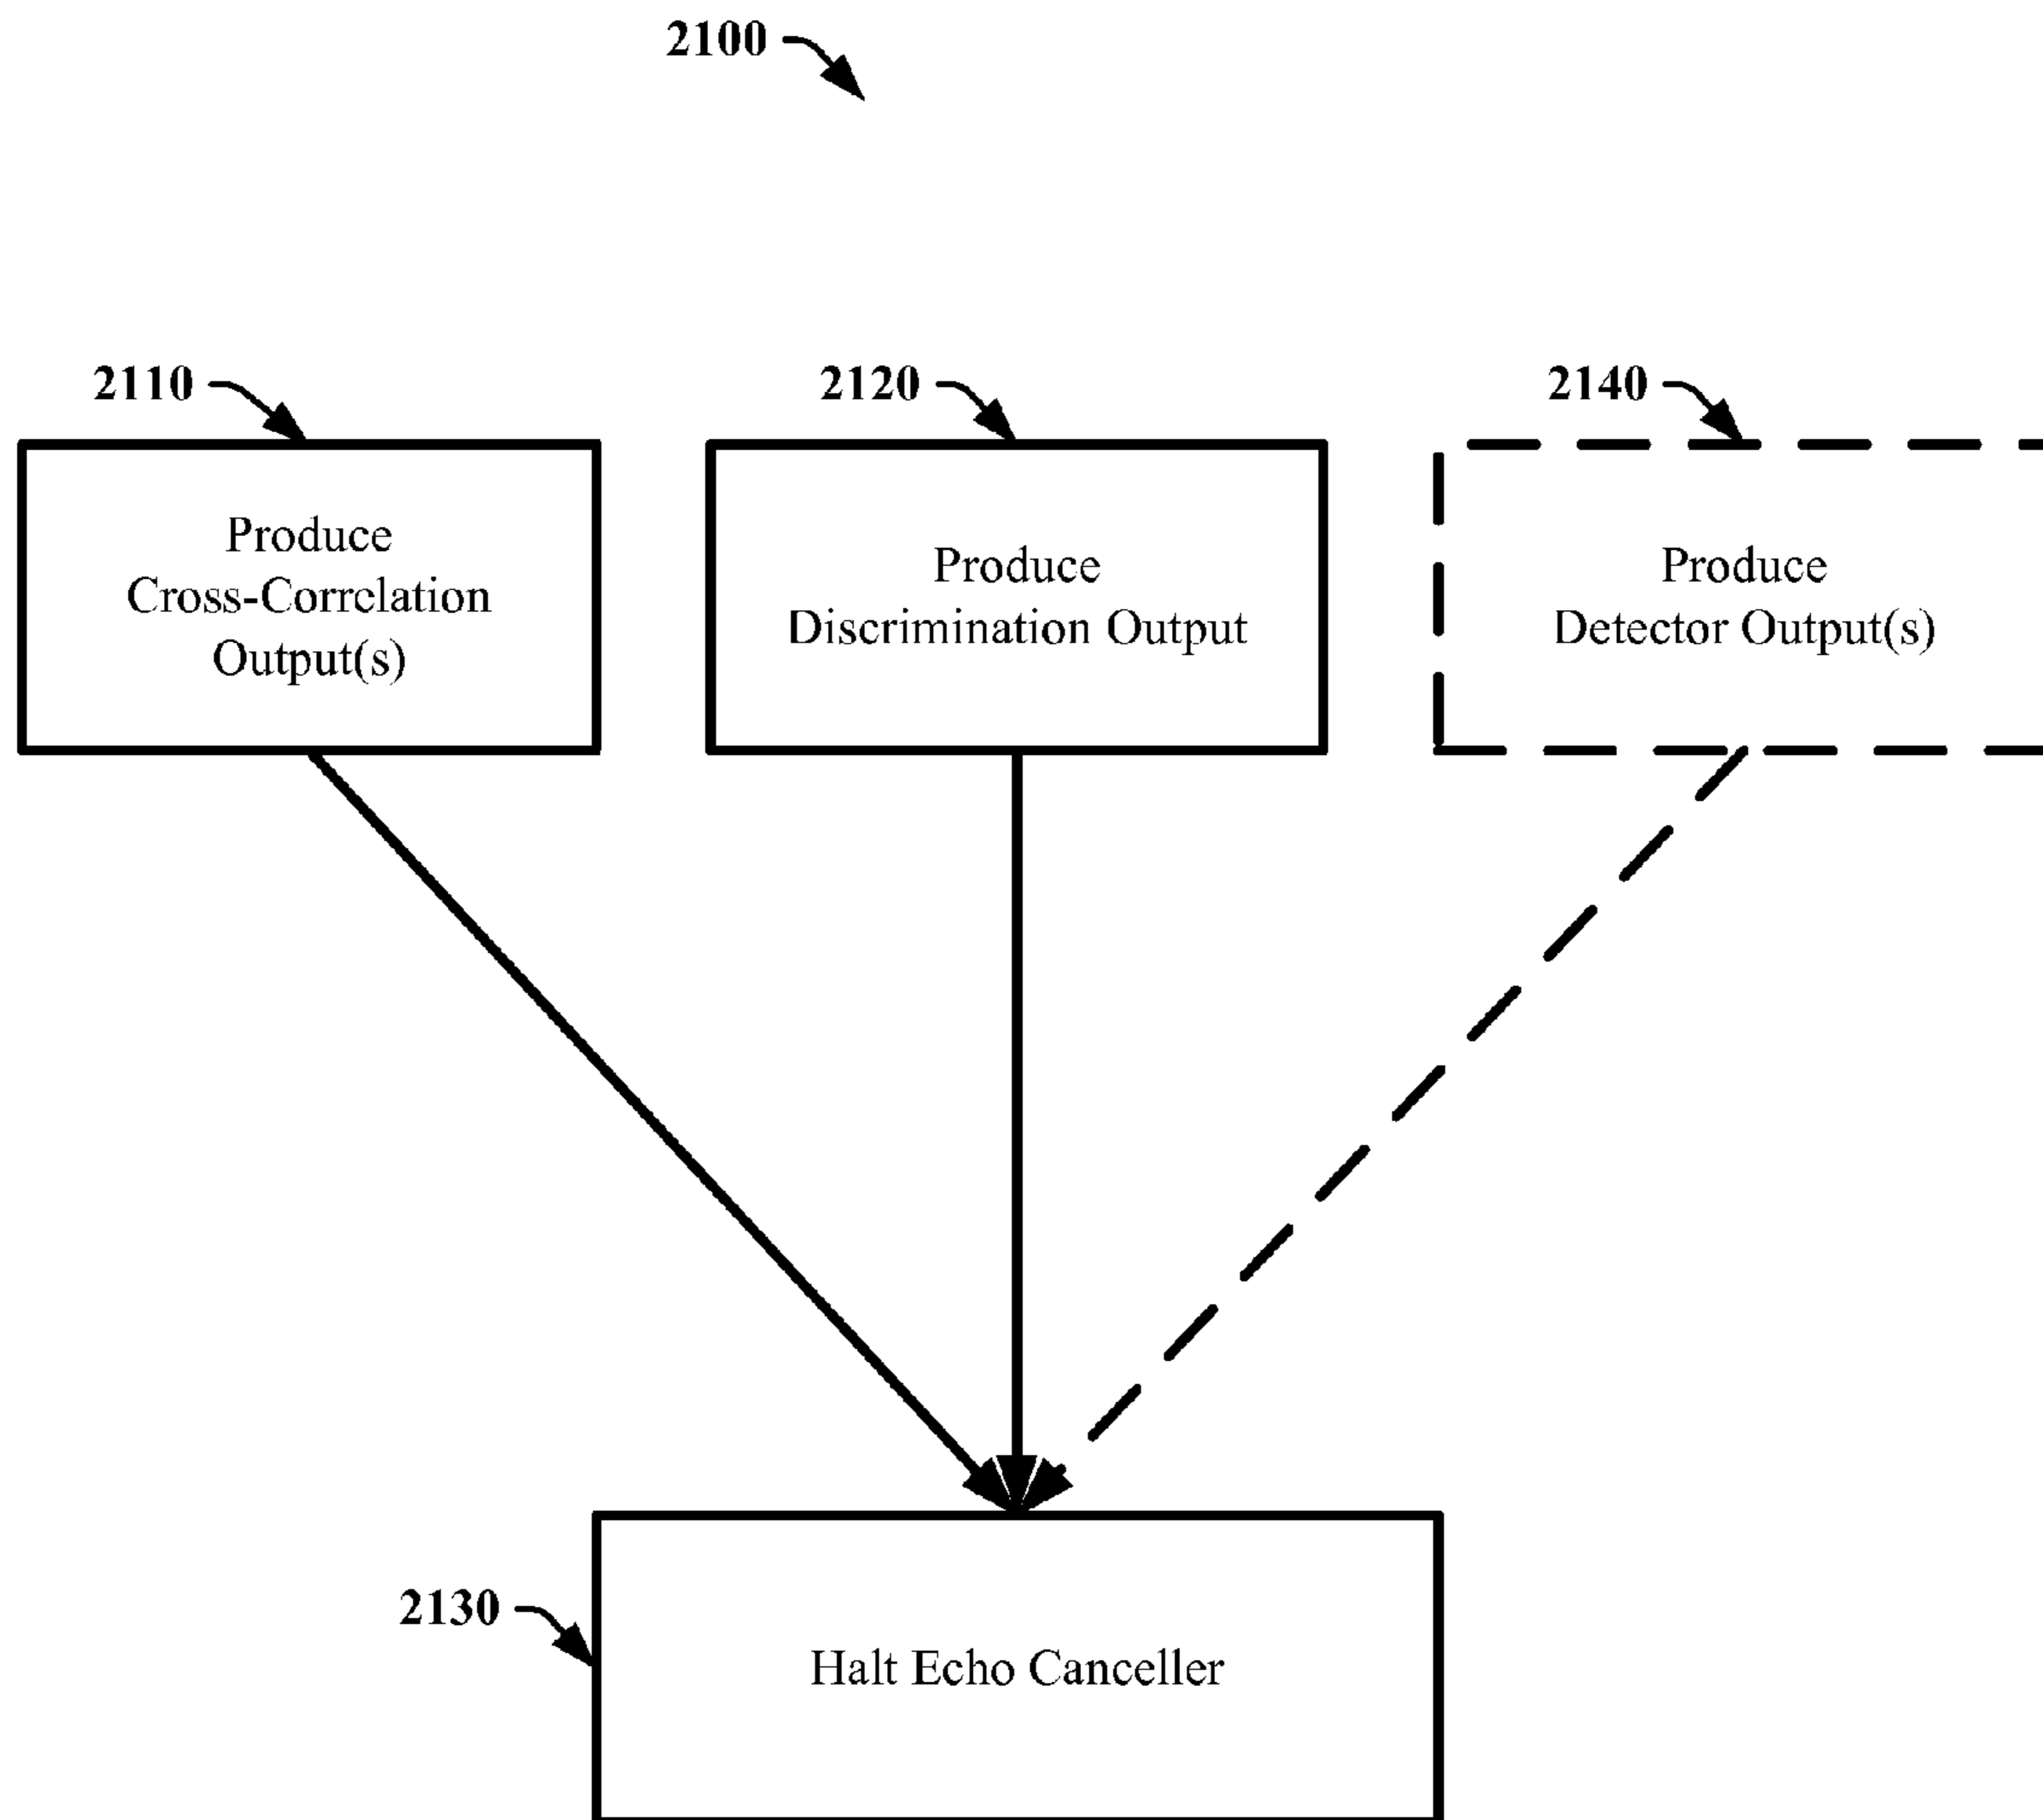 2100
2110
2120
2140
Produce
Cross-Correlation
Output(s)
Produce
Discrimination Output
Produce
Detector Output(s)
2130
Halt Echo Canceller